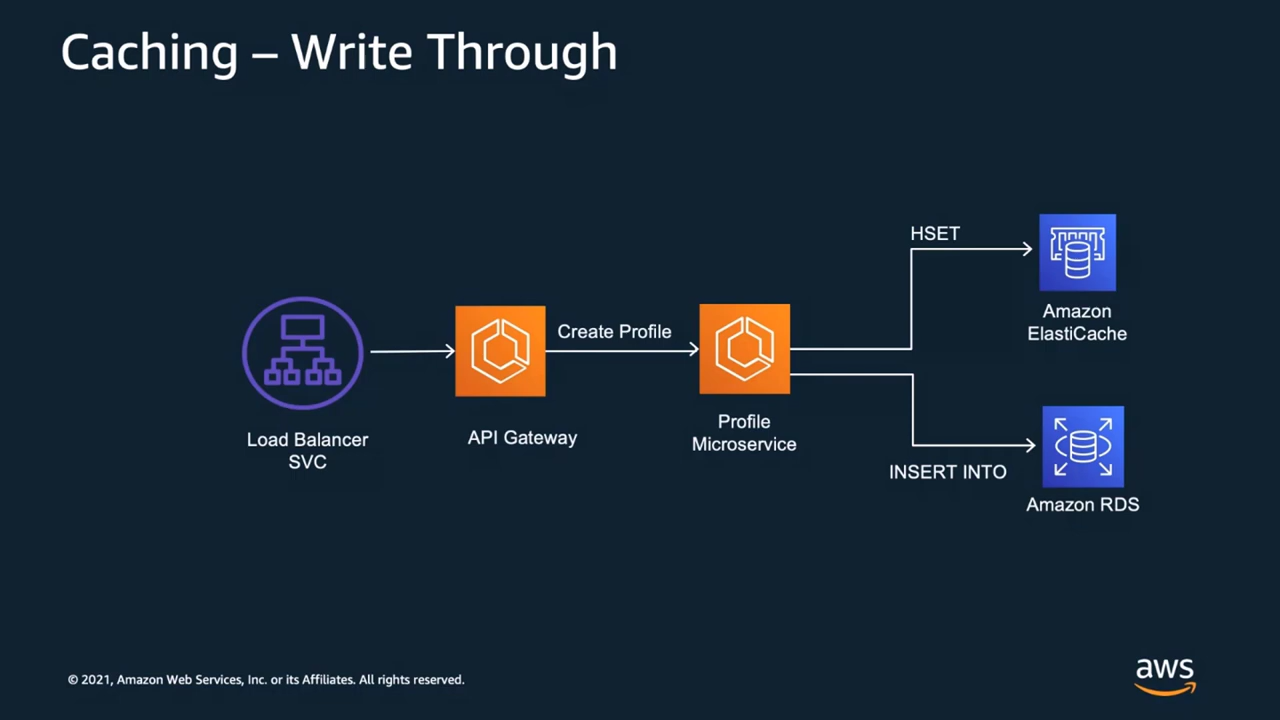 Caching – Write Through
HSET
Amazon
ElastiCache
Create Profile
Load Balancer
SVC
API Gateway
Profile
Microservice
INSERT INTO
Amazon RDS
© 2021, Amazon Web Services, Inc. or its Affiliates. All rights reserved.
aws